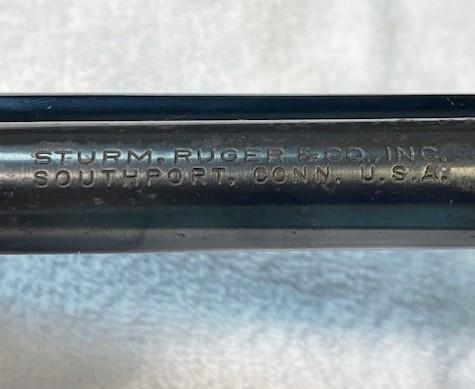 STURM, RUGER & CO., INC.
SOUTHPORT, CONN. U.S.A.